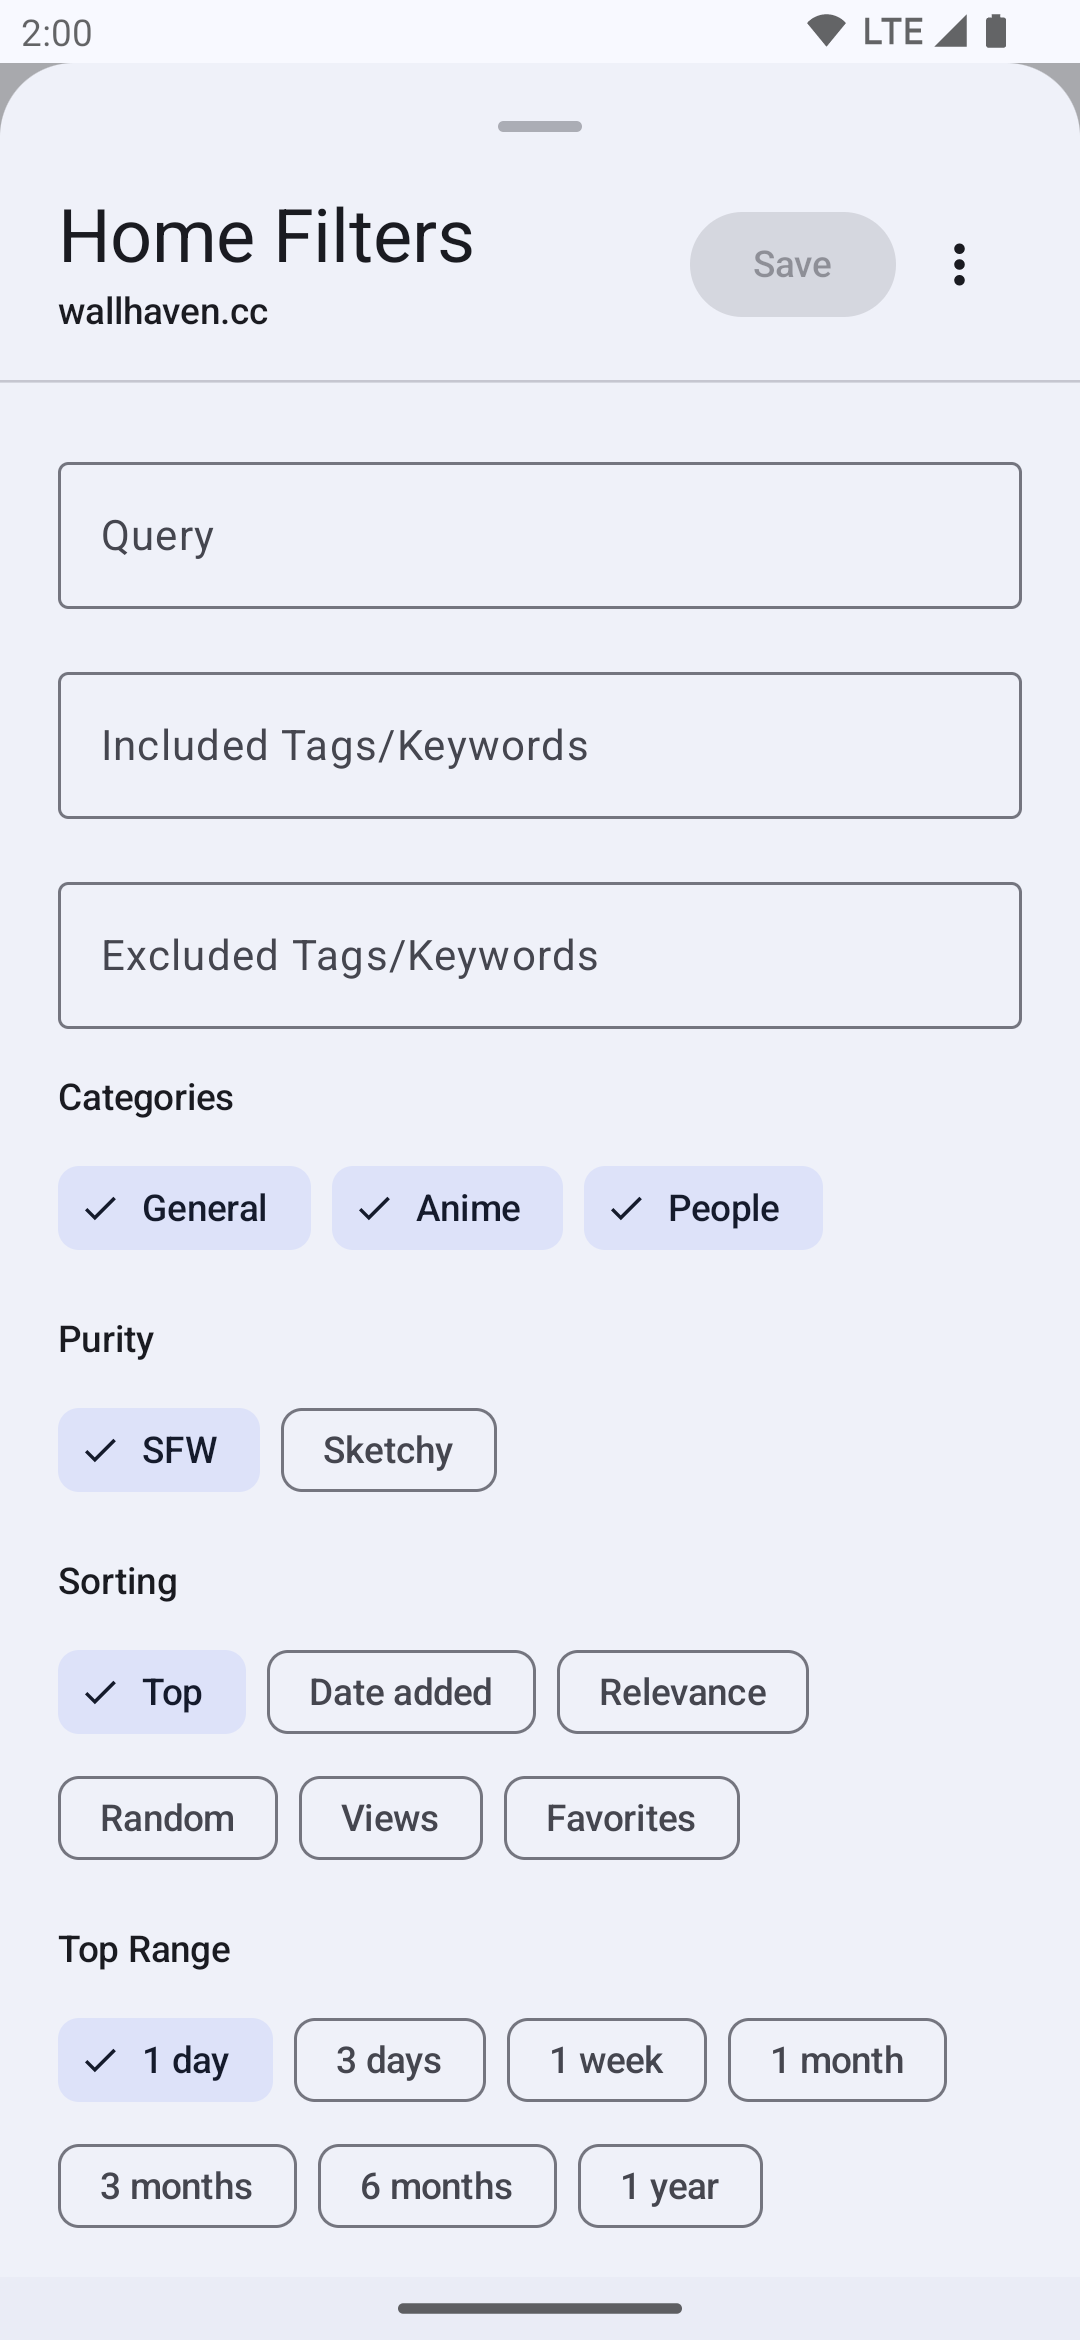 2:00 LTE
Home Filters
wallhaven.cc
Save
Query
Included Tags/Keywords
Excluded Tags/Keywords
Categories
General Anime People
Purity
SFW Sketchy
Sorting
Top Date added Relevance
Random Views Favorites
Top Range
1 day 3 days 1 week 1 month
3 months 6 months 1 year